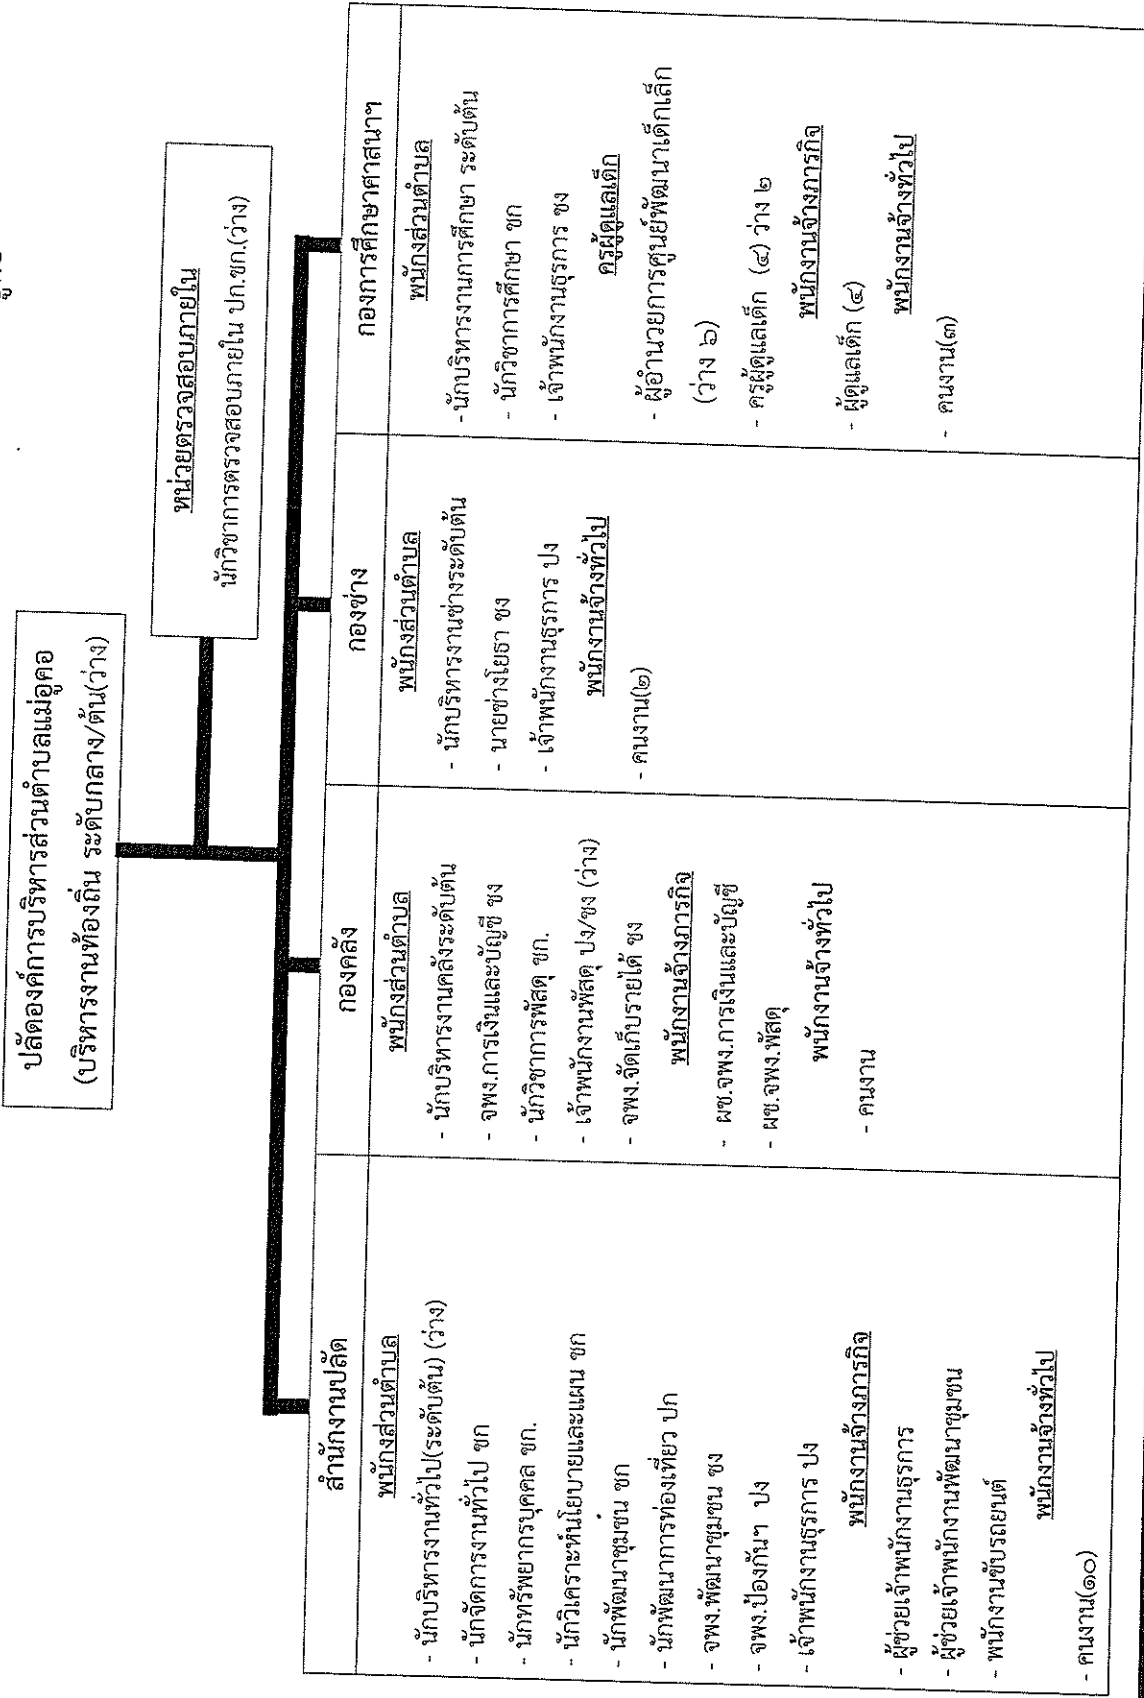 ปลัดองค์การบริหารส่วนตำบลแม่อูคอ
(บริหารงานท้องถิ่น ระดับกลาง/ต้น(ว่าง)
หน่วยตรวจสอบภายใน
นักวิชาการตรวจสอบภายใน ปก.ชก.(ว่าง)
สำนักงานปลัด
พนักงส่วนตำบล
- นักบริหารงานทั่วไป(ระดับต้น) (ว่าง)
- นักจัดการงานทั่วไป ชก
- นักทรัพยากรบุคคล ชก.
- นักวิเคราะห์นโยบายและแผน ชก
- นักพัฒนาชุมชน ชก
- นักพัฒนาการท่องเที่ยว ปก
- จพง.พัฒนาชุมชน ชง
- จพง.ป้องกันฯ ปง
- เจ้าพนักงานธุรการ ปง
พนักงานจ้างภารกิจ
- ผู้ช่วยเจ้าพนักงานธุรการ
- ผู้ช่วยเจ้าพนักงานพัฒนาชุมชน
- พนักงานขับรถยนต์
พนักงานจ้างทั่วไป
- คนงาน(๑๐)
กองคลัง
พนักงส่วนตำบล
- นักบริหารงานคลังระดับต้น
- จพง.การเงินและบัญชี ชง
- นักวิชาการพัสดุ ชก.
- เจ้าพนักงานพัสดุ ปง/ชง (ว่าง)
- จพง.จัดเก็บรายได้ ชง
พนักงานจ้างภารกิจ
- ผช.จพง.การเงินและบัญชี
- ผช.จพง.พัสดุ
พนักงานจ้างทั่วไป
- คนงาน
กองช่าง
พนักงส่วนตำบล
- นักบริหารงานช่างระดับต้น
- นายช่างโยธา ชง
- เจ้าพนักงานธุรการ ปง
พนักงานจ้างทั่วไป
- คนงาน(๒)
กองการศึกษาศาสนาฯ
พนักงส่วนตำบล
-นักบริหารงานการศึกษา ระดับต้น
- นักวิชาการศึกษา ชก
- เจ้าพนักงานธุรการ ชง
ครูผู้ดูแลเด็ก
- ผู้อำนวยการศูนย์พัฒนาเด็กเล็ก
(ว่าง ๖)
- ครูผู้ดูแลเด็ก (๔) ว่าง ๒
พนักงานจ้างภารกิจ
- ผู้ดูแลเด็ก (๔)
พนักงานจ้างทั่วไป
- คนงาน(๓)